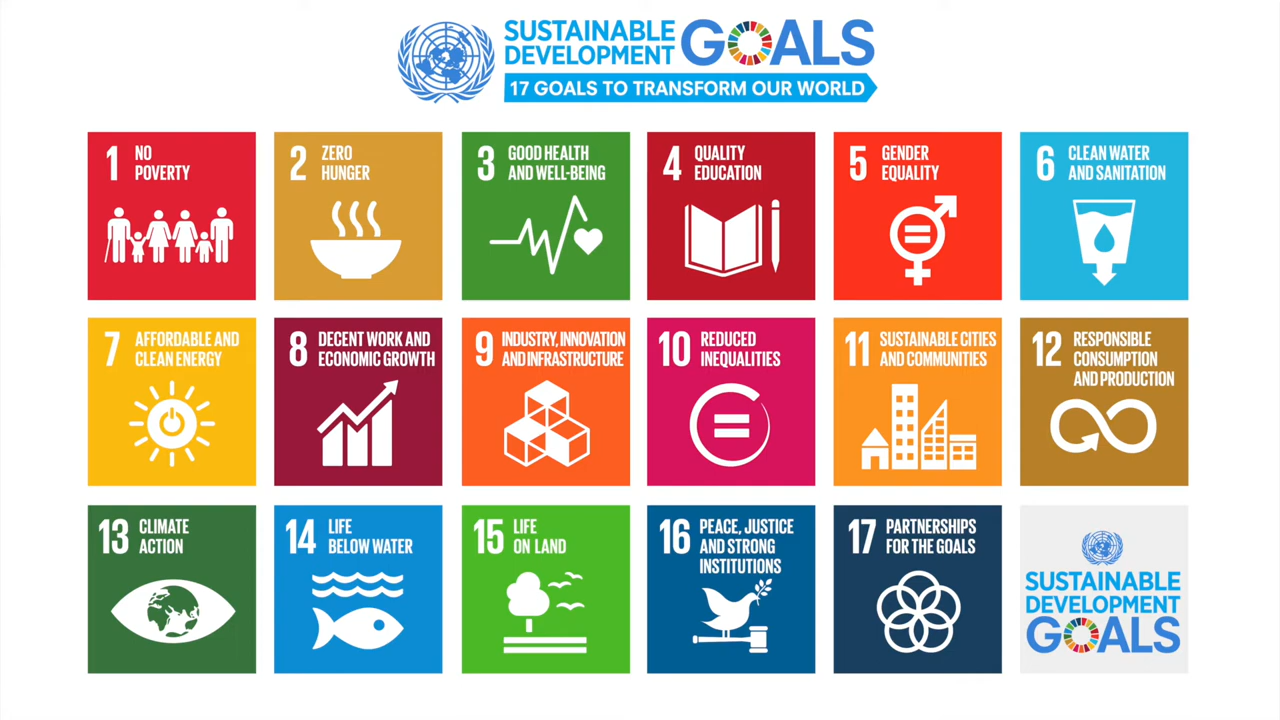 SUSTAINABLE
DEVELOPMENT
GOALS
17 GOALS TO TRANSFORM OUR WORLD
1 NO
POVERTY
2 ZERO
HUNGER
3 GOOD HEALTH
AND WELL-BEING
4 QUALITY
EDUCATION
5 GENDER
EQUALITY
6 CLEAN WATER
AND SANITATION
7 AFFORDABLE AND
CLEAN ENERGY
8 DECENT WORK AND
ECONOMIC GROWTH
9 INDUSTRY, INNOVATION
AND INFRASTRUCTURE
10 REDUCED
INEQUALITIES
11 SUSTAINABLE CITIES
AND COMMUNITIES
12 RESPONSIBLE
CONSUMPTION
AND PRODUCTION
13 CLIMATE
ACTION
14 LIFE
BELOW WATER
15 LIFE
ON LAND
16 PEACE, JUSTICE
AND STRONG
INSTITUTIONS
17 PARTNERSHIPS
FOR THE GOALS
SUSTAINABLE
DEVELOPMENT
GOALS